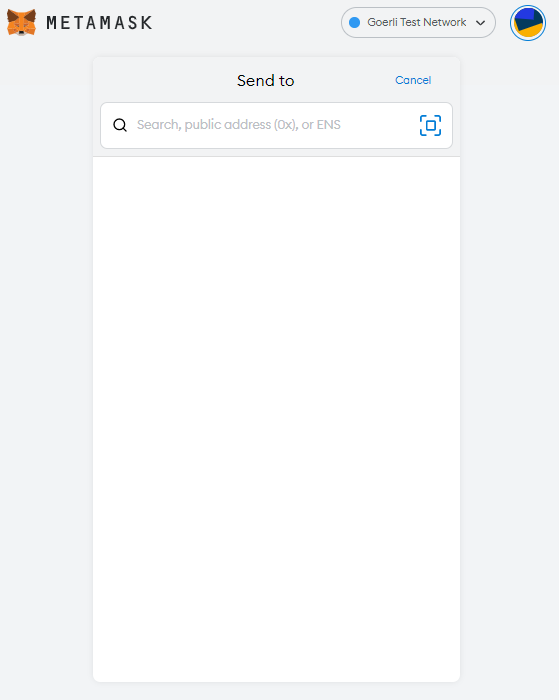 METAMASK
Goerli Test Network
Send to
Cancel
Search, public address (0x), or ENS